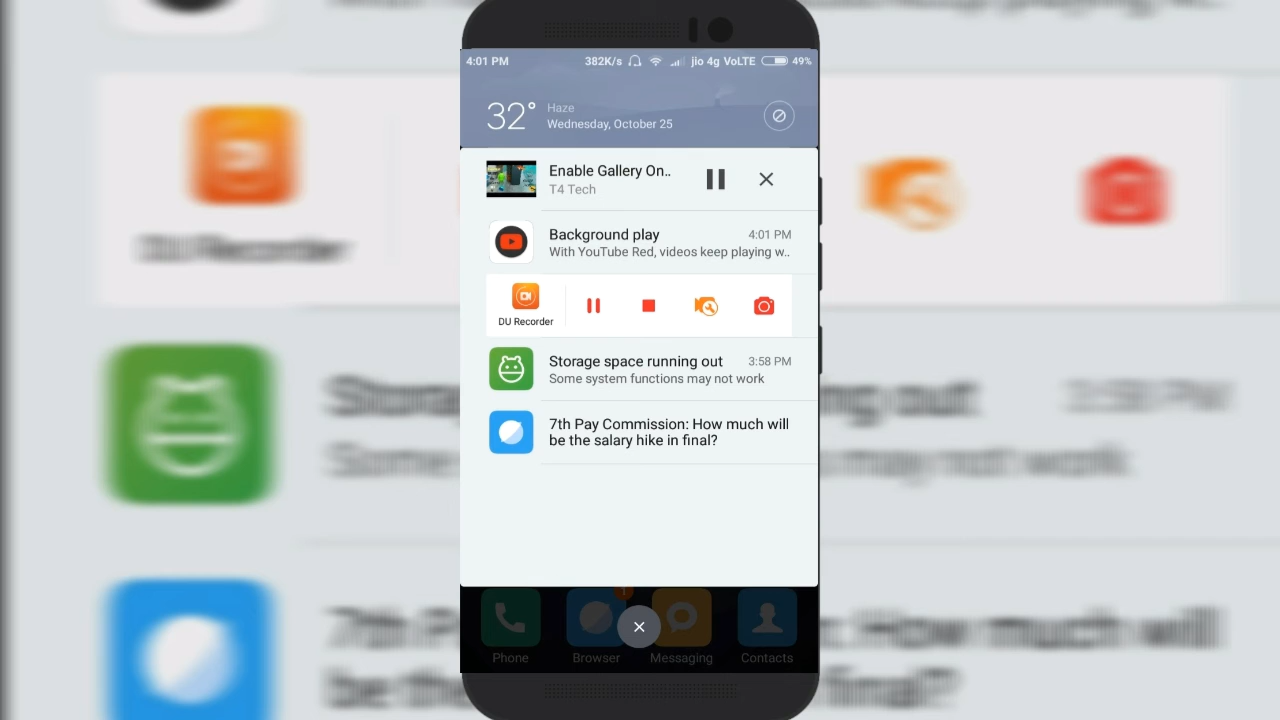 4:01 PM 382K/s jio 4g VoLTE 49%
32° Haze
Wednesday, October 25
Enable Gallery On..
T4 Tech
Background play 4:01 PM
With YouTube Red, videos keep playing w..
DU Recorder
Storage space running out 3:58 PM
Some system functions may not work
7th Pay Commission: How much will
be the salary hike in final?
1
Phone Browser Messaging Contacts